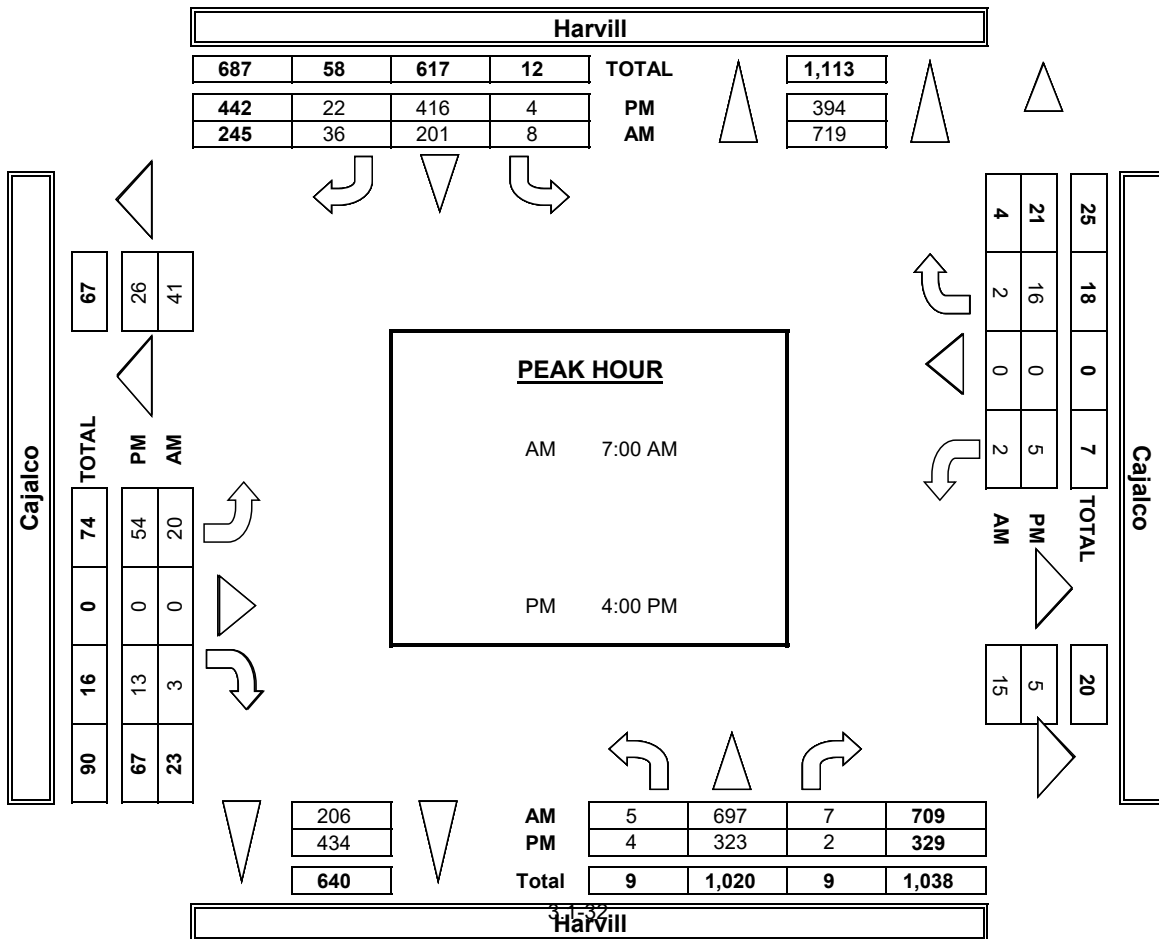 Harvill
687 58 617 12 TOTAL 1,113
442 22 416 4 PM 394
245 36 201 8 AM 719
Cajalco
67 26 41
TOTAL PM AM
74 54 20
0 0 0
16 13 3
90 67 23
PEAK HOUR
AM 7:00 AM
PM 4:00 PM
4 21 25
2 16 18
0 0 0
2 5 7
AM PM TOTAL
15 5 20
Cajalco
206 AM 5 697 7 709
434 PM 4 323 2 329
640 Total 9 1,020 9 1,038
3.1-32
Harvill